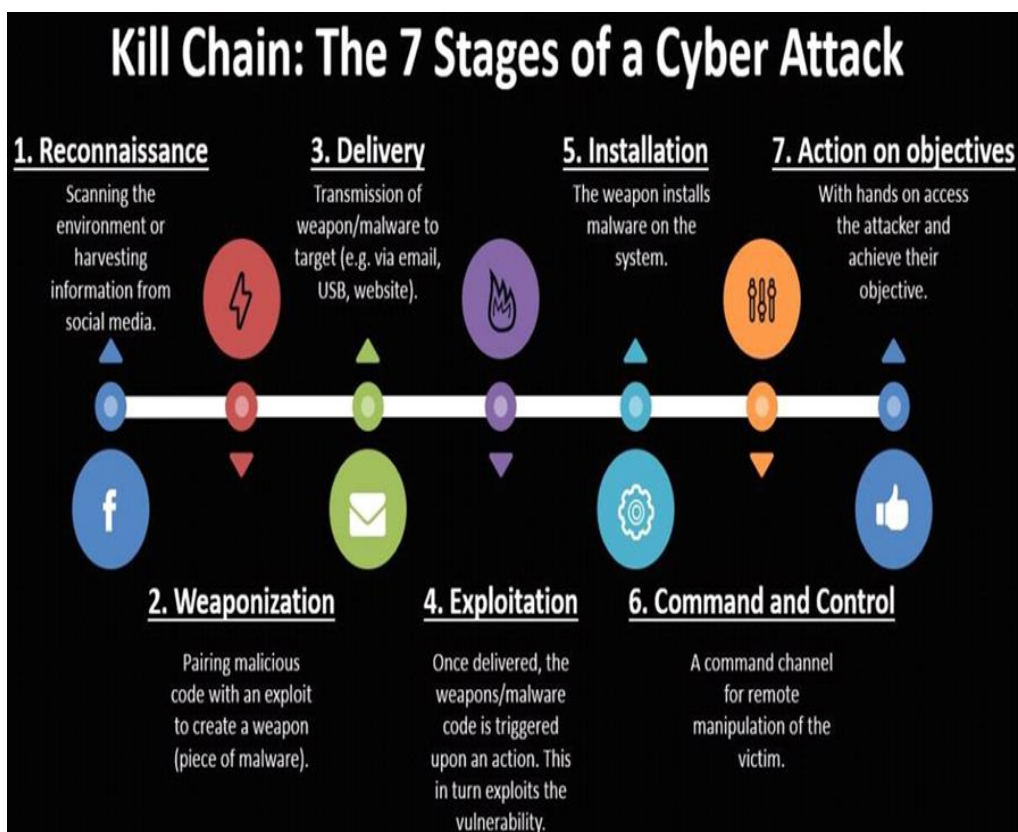 Kill Chain: The 7 Stages of a Cyber Attack
1. Reconnaissance
Scanning the
environment or
harvesting
information from
social media.
2. Weaponization
Pairing malicious
code with an exploit
to create a weapon
(piece of malware).
3. Delivery
Transmission of
weapon/malware to
target (e.g. via email,
USB, website).
4. Exploitation
Once delivered, the
weapons/malware
code is triggered
upon an action. This
in turn exploits the
vulnerability.
5. Installation
The weapon installs
malware on the
system.
6. Command and Control
A command channel
for remote
manipulation of the
victim.
7. Action on objectives
With hands on access
the attacker and
achieve their
objective.
f